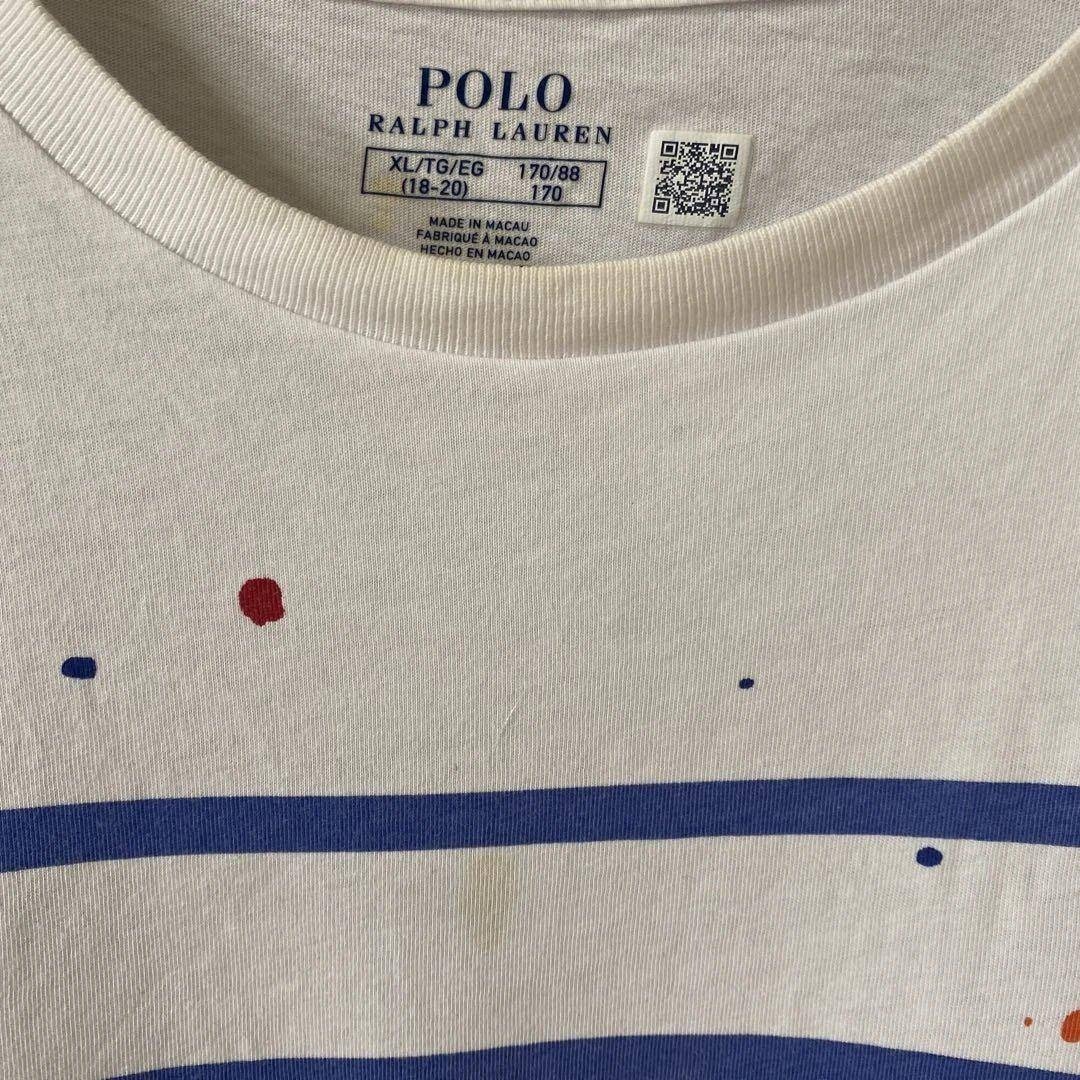 POLO
RALPH LAUREN
XL/TG/EG 170/88
(18-20) 170
MADE IN MACAU
FABRIQUÉ À MACAO
HECHO EN MACAO